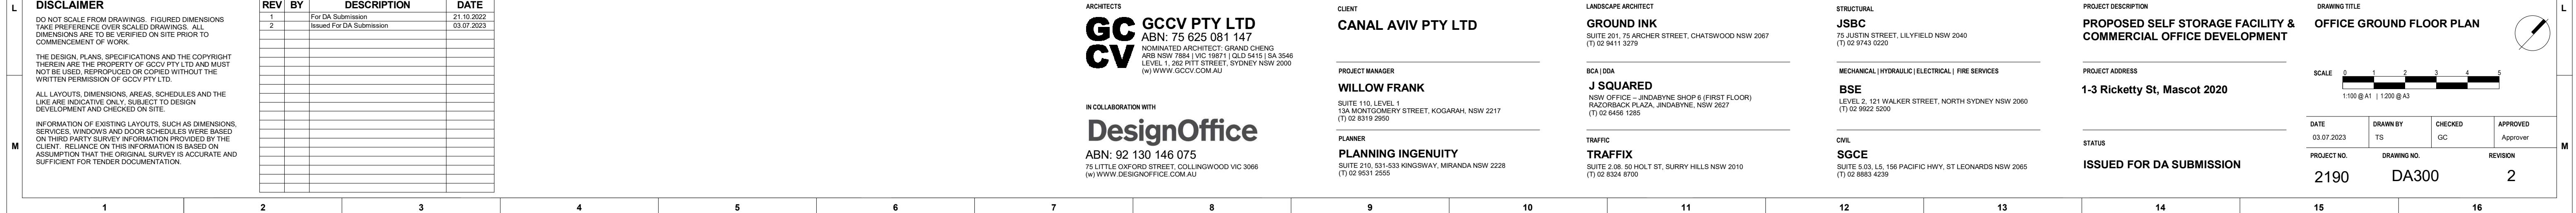 L
DISCLAIMER
DO NOT SCALE FROM DRAWINGS. FIGURED DIMENSIONS
TAKE PREFERENCE OVER SCALED DRAWINGS. ALL
DIMENSIONS ARE TO BE VERIFIED ON SITE PRIOR TO
COMMENCEMENT OF WORK.
THE DESIGN, PLANS, SPECIFICATIONS AND THE COPYRIGHT
THEREIN ARE THE PROPERTY OF GCCV PTY LTD AND MUST
NOT BE USED, REPROPUCED OR COPIED WITHOUT THE
WRITTEN PERMISSION OF GCCV PTY LTD.
ALL LAYOUTS, DIMENSIONS, AREAS, SCHEDULES AND THE
LIKE ARE INDICATIVE ONLY, SUBJECT TO DESIGN
DEVELOPMENT AND CHECKED ON SITE.
INFORMATION OF EXISTING LAYOUTS, SUCH AS DIMENSIONS,
SERVICES, WINDOWS AND DOOR SCHEDULES WERE BASED
ON THIRD PARTY SURVEY INFORMATION PROVIDED BY THE
CLIENT. RELIANCE ON THIS INFORMATION IS BASED ON
ASSUMPTION THAT THE ORIGINAL SURVEY IS ACCURATE AND
SUFFICIENT FOR TENDER DOCUMENTATION.
M
REV BY DESCRIPTION DATE
1 For DA Submission 21.10.2022
2 Issued For DA Submission 03.07.2023
ARCHITECTS
GC
CV
GCCV PTY LTD
ABN: 75 625 081 147
NOMINATED ARCHITECT: GRAND CHENG
ARB NSW 7884 | VIC 19871 | QLD 5415 | SA 3546
LEVEL 1, 262 PITT STREET, SYDNEY NSW 2000
(w) WWW.GCCV.COM.AU
IN COLLABORATION WITH
DesignOffice
ABN: 92 130 146 075
75 LITTLE OXFORD STREET, COLLINGWOOD VIC 3066
(w) WWW.DESIGNOFFICE.COM.AU
CLIENT
CANAL AVIV PTY LTD
PROJECT MANAGER
WILLOW FRANK
SUITE 110, LEVEL 1
13A MONTGOMERY STREET, KOGARAH, NSW 2217
(T) 02 8319 2950
PLANNER
PLANNING INGENUITY
SUITE 210, 531-533 KINGSWAY, MIRANDA NSW 2228
(T) 02 9531 2555
LANDSCAPE ARCHITECT
GROUND INK
SUITE 201, 75 ARCHER STREET, CHATSWOOD NSW 2067
(T) 02 9411 3279
BCA | DDA
J SQUARED
NSW OFFICE – JINDABYNE SHOP 6 (FIRST FLOOR)
RAZORBACK PLAZA, JINDABYNE, NSW 2627
(T) 02 6456 1285
TRAFFIC
TRAFFIX
SUITE 2.08. 50 HOLT ST, SURRY HILLS NSW 2010
(T) 02 8324 8700
STRUCTURAL
JSBC
75 JUSTIN STREET, LILYFIELD NSW 2040
(T) 02 9743 0220
MECHANICAL | HYDRAULIC | ELECTRICAL | FIRE SERVICES
BSE
LEVEL 2, 121 WALKER STREET, NORTH SYDNEY NSW 2060
(T) 02 9922 5200
CIVIL
SGCE
SUITE 5.03, L5, 156 PACIFIC HWY, ST LEONARDS NSW 2065
(T) 02 8883 4239
PROJECT DESCRIPTION
PROPOSED SELF STORAGE FACILITY &
COMMERCIAL OFFICE DEVELOPMENT
PROJECT ADDRESS
1-3 Ricketty St, Mascot 2020
STATUS
ISSUED FOR DA SUBMISSION
DRAWING TITLE
OFFICE GROUND FLOOR PLAN
SCALE 0 1 2 3 4 5
1:100 @ A1 | 1:200 @ A3
DATE DRAWN BY CHECKED APPROVED
03.07.2023 TS GC Approver
PROJECT NO. DRAWING NO. REVISION
2190 DA300 2
L
M
1 2 3 4 5 6 7 8 9 10 11 12 13 14 15 16